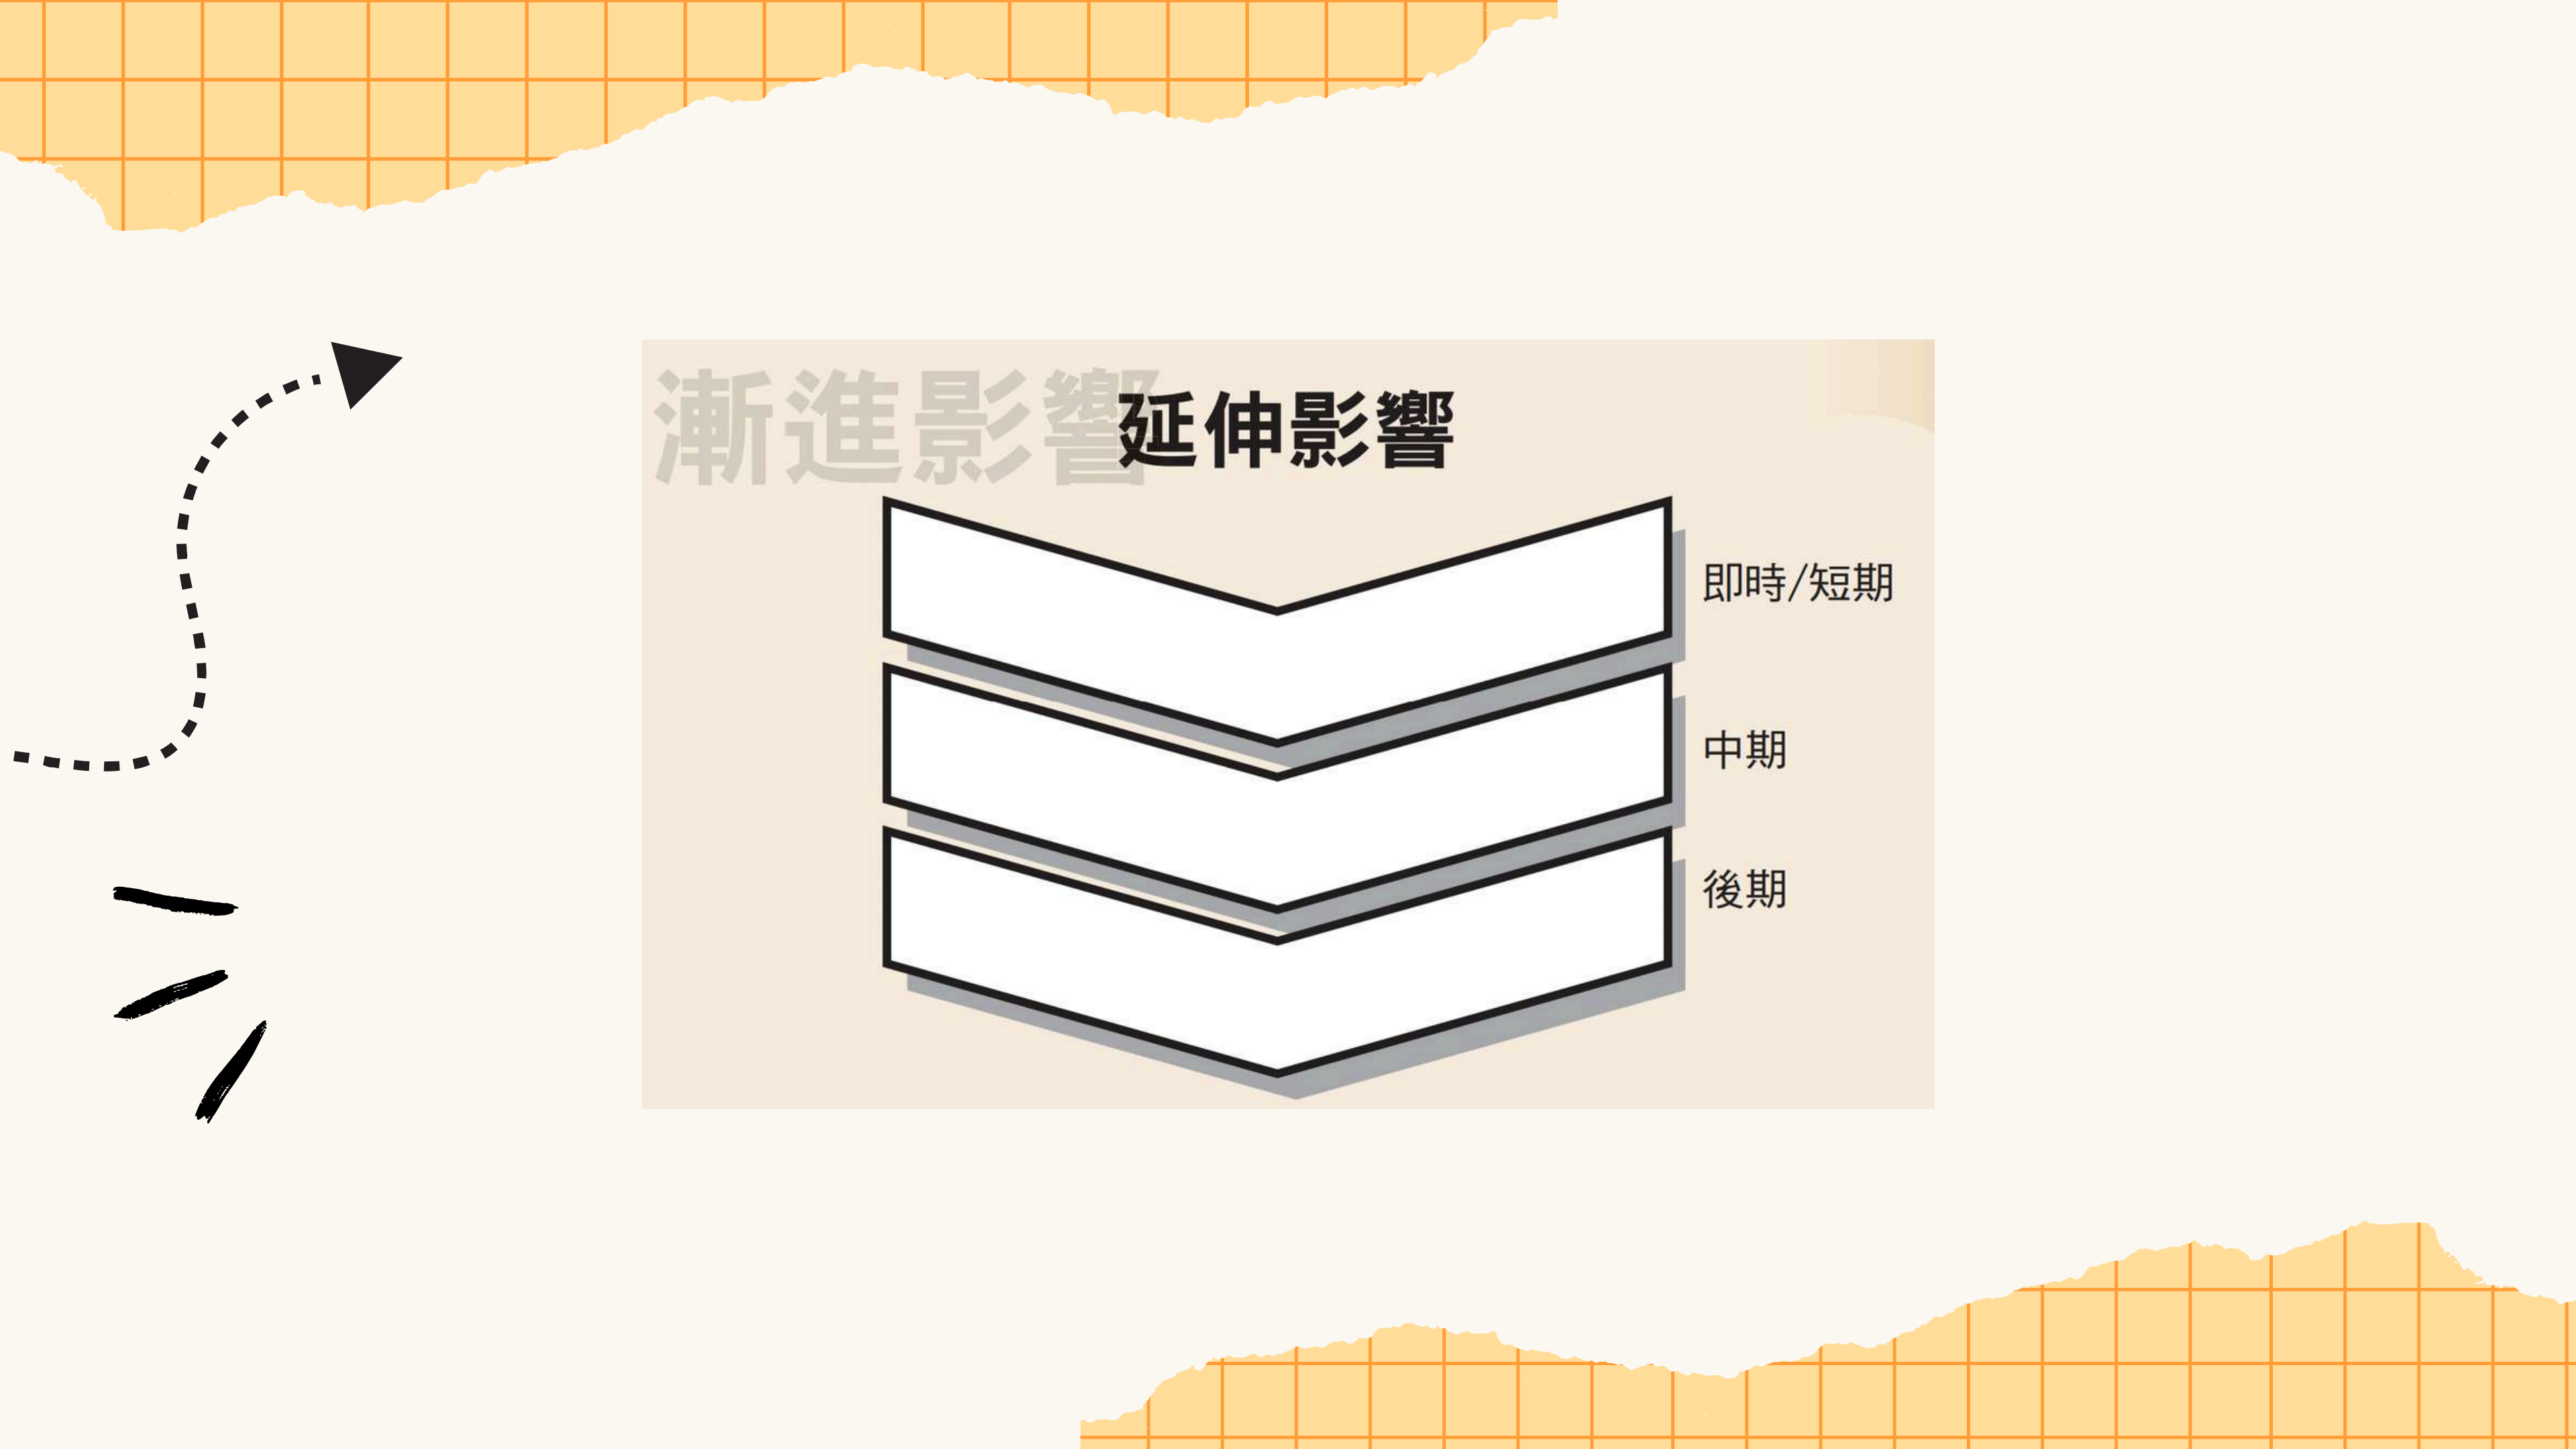 漸進影響
延伸影響
即時/短期
中期
後期